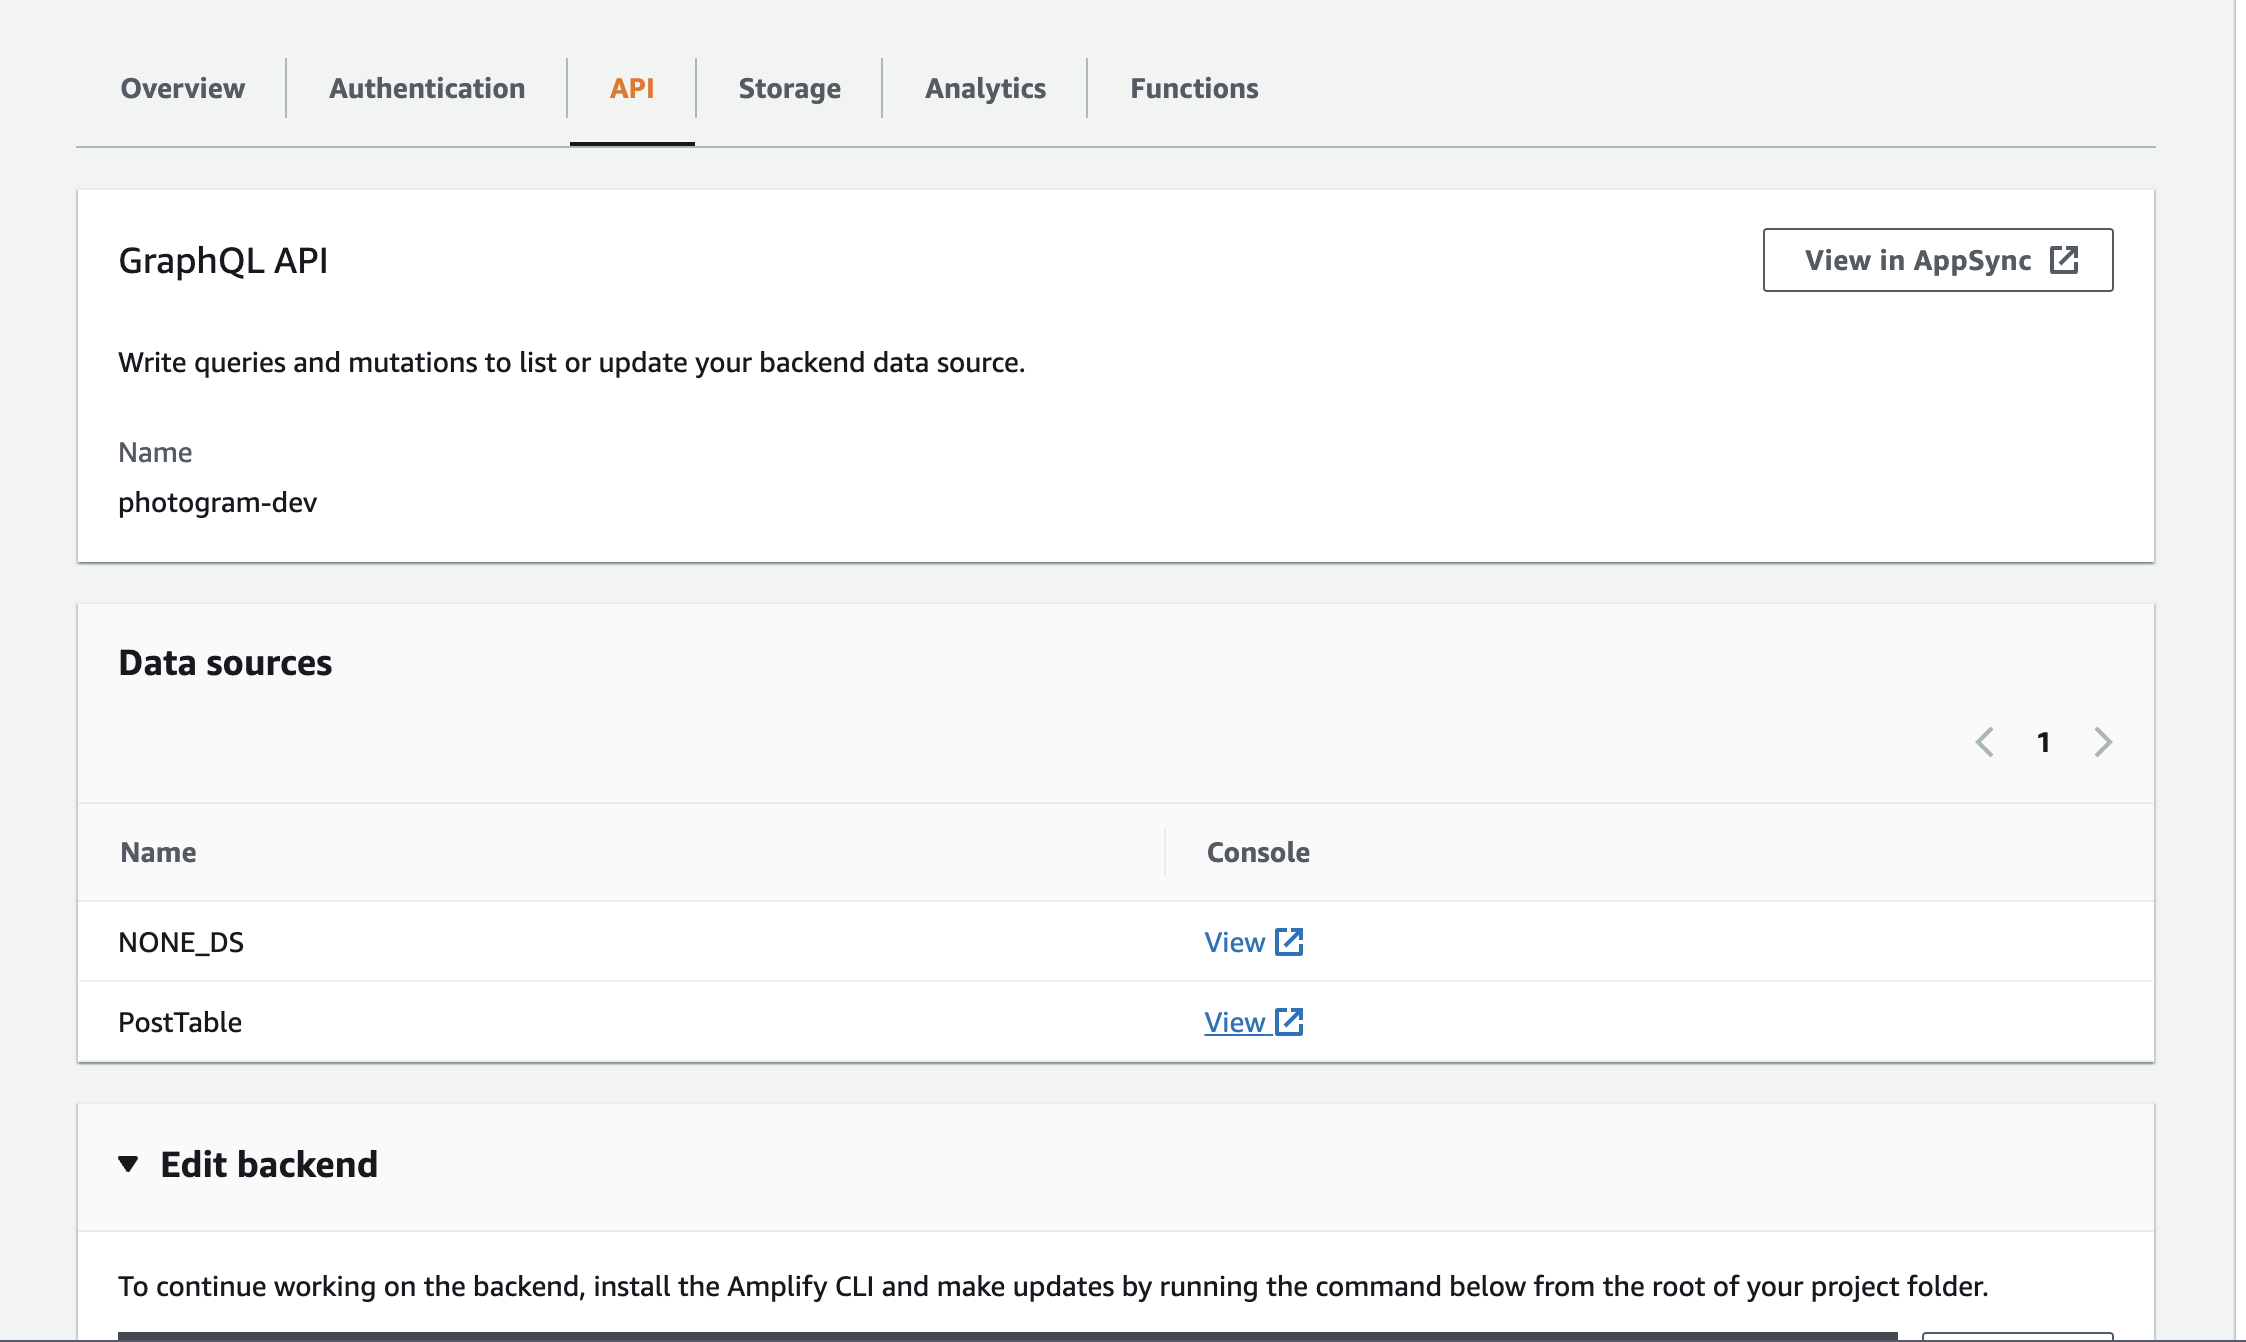 Overview Authentication API Storage Analytics Functions
GraphQL API
View in AppSync
Write queries and mutations to list or update your backend data source.
Name
photogram-dev
Data sources
1
Name Console
NONE_DS View
PostTable View
Edit backend
To continue working on the backend, install the Amplify CLI and make updates by running the command below from the root of your project folder.